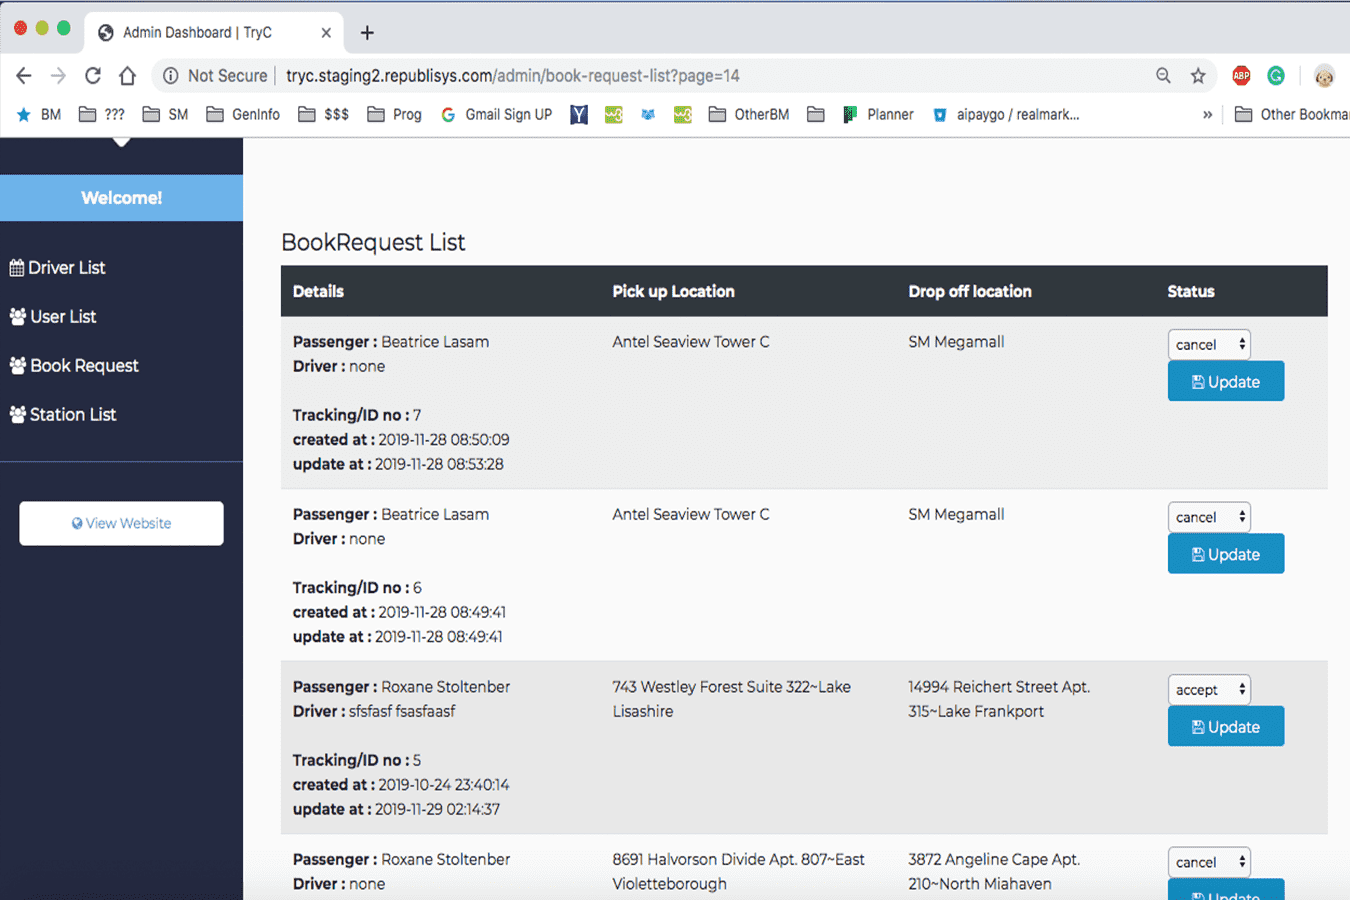 Admin Dashboard | TryC
Not Secure | tryc.staging2.republisys.com/admin/book-request-list?page=14
ABP
BM ??? SM GenInfo $$$ Prog Gmail Sign UP OtherBM Planner aipaygo / realmark... » Other Bookma
Welcome!
Driver List
User List
Book Request
Station List
View Website
BookRequest List
Details Pick up Location Drop off location Status
Passenger : Beatrice Lasam Antel Seaview Tower C SM Megamall cancel
Driver : none
Update
Tracking/ID no : 7
created at : 2019-11-28 08:50:09
update at : 2019-11-28 08:53:28
Passenger : Beatrice Lasam Antel Seaview Tower C SM Megamall cancel
Driver : none
Update
Tracking/ID no : 6
created at : 2019-11-28 08:49:41
update at : 2019-11-28 08:49:41
Passenger : Roxane Stoltenber 743 Westley Forest Suite 322~Lake 14994 Reichert Street Apt. accept
Driver : sfsfasf fsasfaasf Lisashire 315~Lake Frankport
Update
Tracking/ID no : 5
created at : 2019-10-24 23:40:14
update at : 2019-11-29 02:14:37
Passenger : Roxane Stoltenber 8691 Halvorson Divide Apt. 807~East 3872 Angeline Cape Apt. cancel
Driver : none Violetteborough 210~North Miahaven
Update